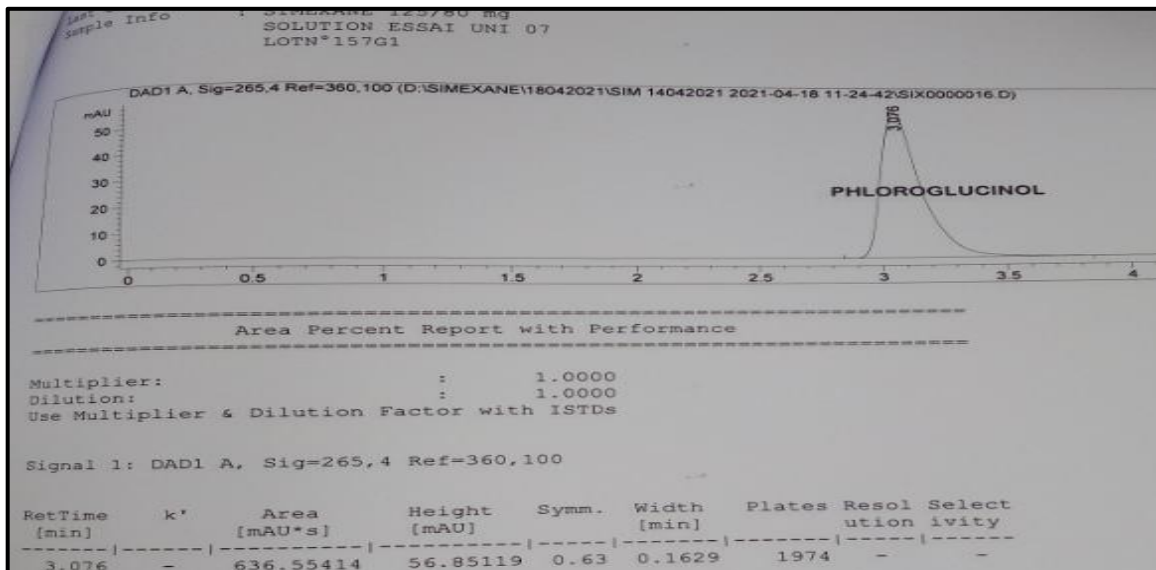 Sample Info : SIMEXANE 125/80 mg
SOLUTION ESSAI UNI 07
LOTN°157G1
DAD1 A, Sig=265,4 Ref=360,100 (D:\SIMEXANE\18042021\SIM 14042021 2021-04-18 11-24-42\SIX0000016.D)
mAU
50
40
30
20
10
0
3.076
PHLOROGLUCINOL
0 0.5 1 1.5 2 2.5 3 3.5 4
Area Percent Report with Performance
Multiplier: : 1.0000
Dilution: : 1.0000
Use Multiplier & Dilution Factor with ISTDs
Signal 1: DAD1 A, Sig=265,4 Ref=360,100
RetTime k' Area Height Symm. Width Plates Resol Select
[min] [mAU*s] [mAU] [min] ution ivity
3.076 - 636.55414 56.85119 0.63 0.1629 1974 - -